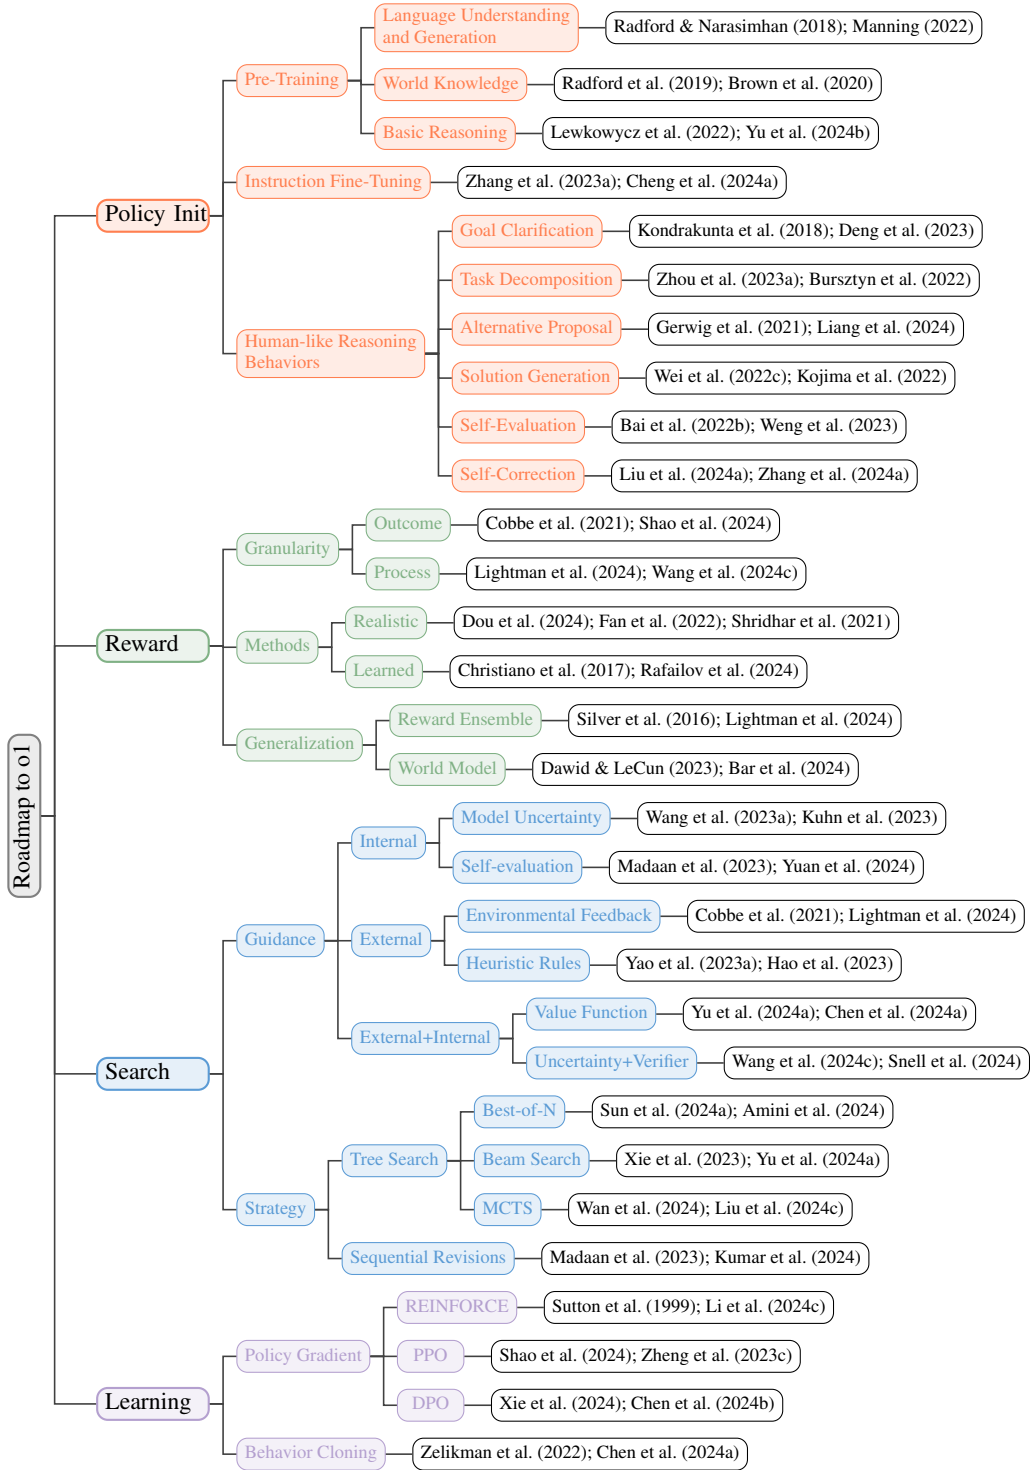 Roadmap to o1
Policy Init
Pre-Training
Language Understanding
and Generation
Radford & Narasimhan (2018); Manning (2022)
World Knowledge
Radford et al. (2019); Brown et al. (2020)
Basic Reasoning
Lewkowycz et al. (2022); Yu et al. (2024b)
Instruction Fine-Tuning
Zhang et al. (2023a); Cheng et al. (2024a)
Human-like Reasoning
Behaviors
Goal Clarification
Kondrakunta et al. (2018); Deng et al. (2023)
Task Decomposition
Zhou et al. (2023a); Bursztyn et al. (2022)
Alternative Proposal
Gerwig et al. (2021); Liang et al. (2024)
Solution Generation
Wei et al. (2022c); Kojima et al. (2022)
Self-Evaluation
Bai et al. (2022b); Weng et al. (2023)
Self-Correction
Liu et al. (2024a); Zhang et al. (2024a)
Reward
Granularity
Outcome
Cobbe et al. (2021); Shao et al. (2024)
Process
Lightman et al. (2024); Wang et al. (2024c)
Methods
Realistic
Dou et al. (2024); Fan et al. (2022); Shridhar et al. (2021)
Learned
Christiano et al. (2017); Rafailov et al. (2024)
Generalization
Reward Ensemble
Silver et al. (2016); Lightman et al. (2024)
World Model
Dawid & LeCun (2023); Bar et al. (2024)
Search
Guidance
Internal
Model Uncertainty
Wang et al. (2023a); Kuhn et al. (2023)
Self-evaluation
Madaan et al. (2023); Yuan et al. (2024)
External
Environmental Feedback
Cobbe et al. (2021); Lightman et al. (2024)
Heuristic Rules
Yao et al. (2023a); Hao et al. (2023)
External+Internal
Value Function
Yu et al. (2024a); Chen et al. (2024a)
Uncertainty+Verifier
Wang et al. (2024c); Snell et al. (2024)
Strategy
Tree Search
Best-of-N
Sun et al. (2024a); Amini et al. (2024)
Beam Search
Xie et al. (2023); Yu et al. (2024a)
MCTS
Wan et al. (2024); Liu et al. (2024c)
Sequential Revisions
Madaan et al. (2023); Kumar et al. (2024)
Learning
Policy Gradient
REINFORCE
Sutton et al. (1999); Li et al. (2024c)
PPO
Shao et al. (2024); Zheng et al. (2023c)
DPO
Xie et al. (2024); Chen et al. (2024b)
Behavior Cloning
Zelikman et al. (2022); Chen et al. (2024a)